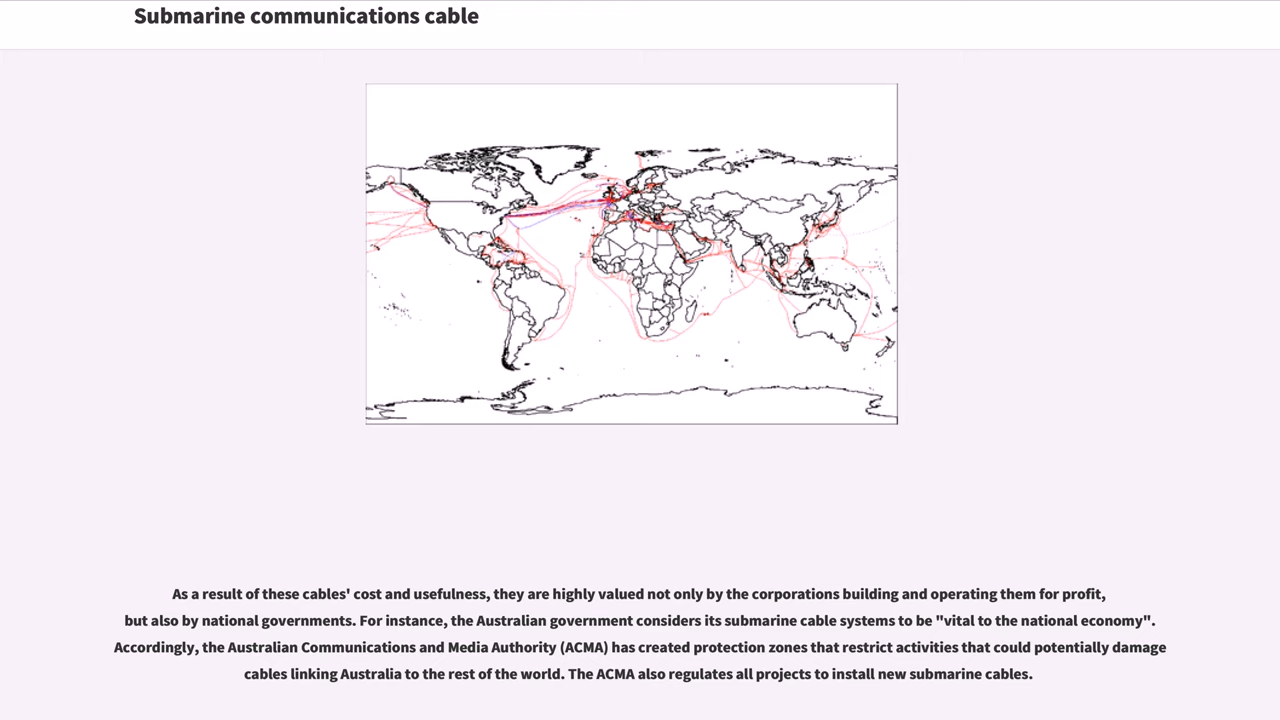 Submarine communications cable
As a result of these cables' cost and usefulness, they are highly valued not only by the corporations building and operating them for profit,
but also by national governments. For instance, the Australian government considers its submarine cable systems to be "vital to the national economy".
Accordingly, the Australian Communications and Media Authority (ACMA) has created protection zones that restrict activities that could potentially damage
cables linking Australia to the rest of the world. The ACMA also regulates all projects to install new submarine cables.